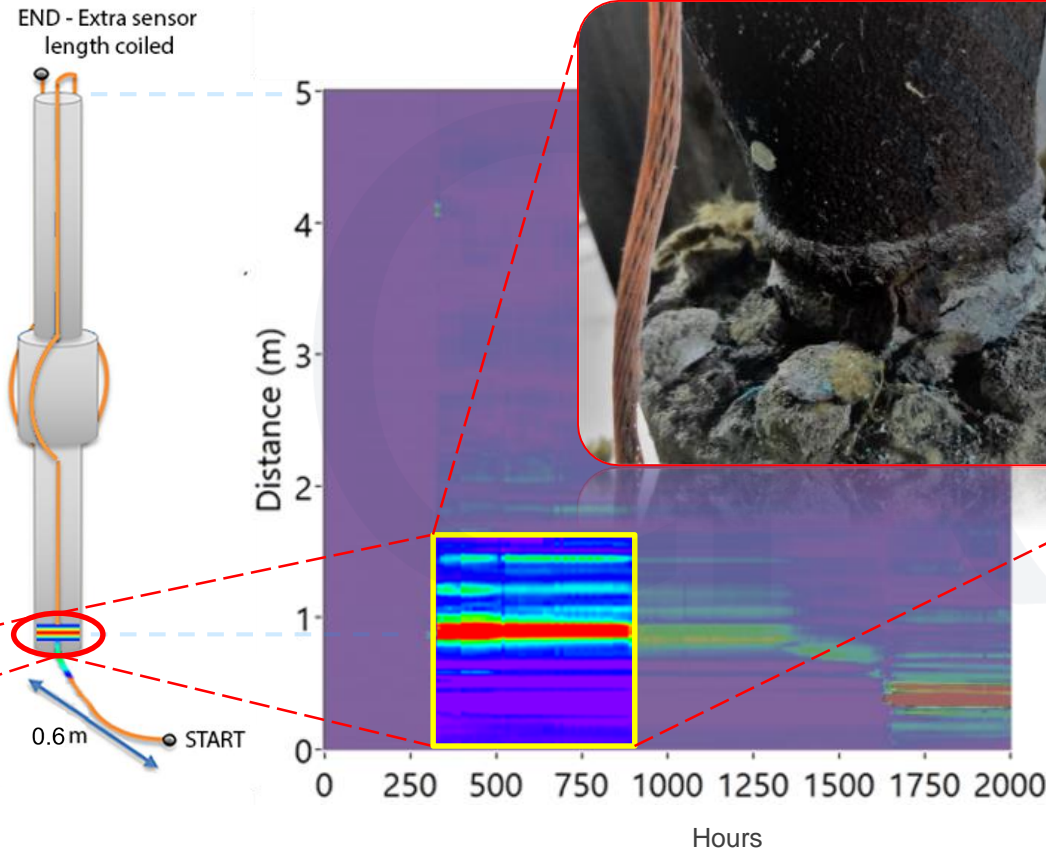 END - Extra sensor
length coiled
5
4
3
2
1
0
Distance (m)
0.6 m
START
0 250 500 750 1000 1250 1500 1750 2000
Hours